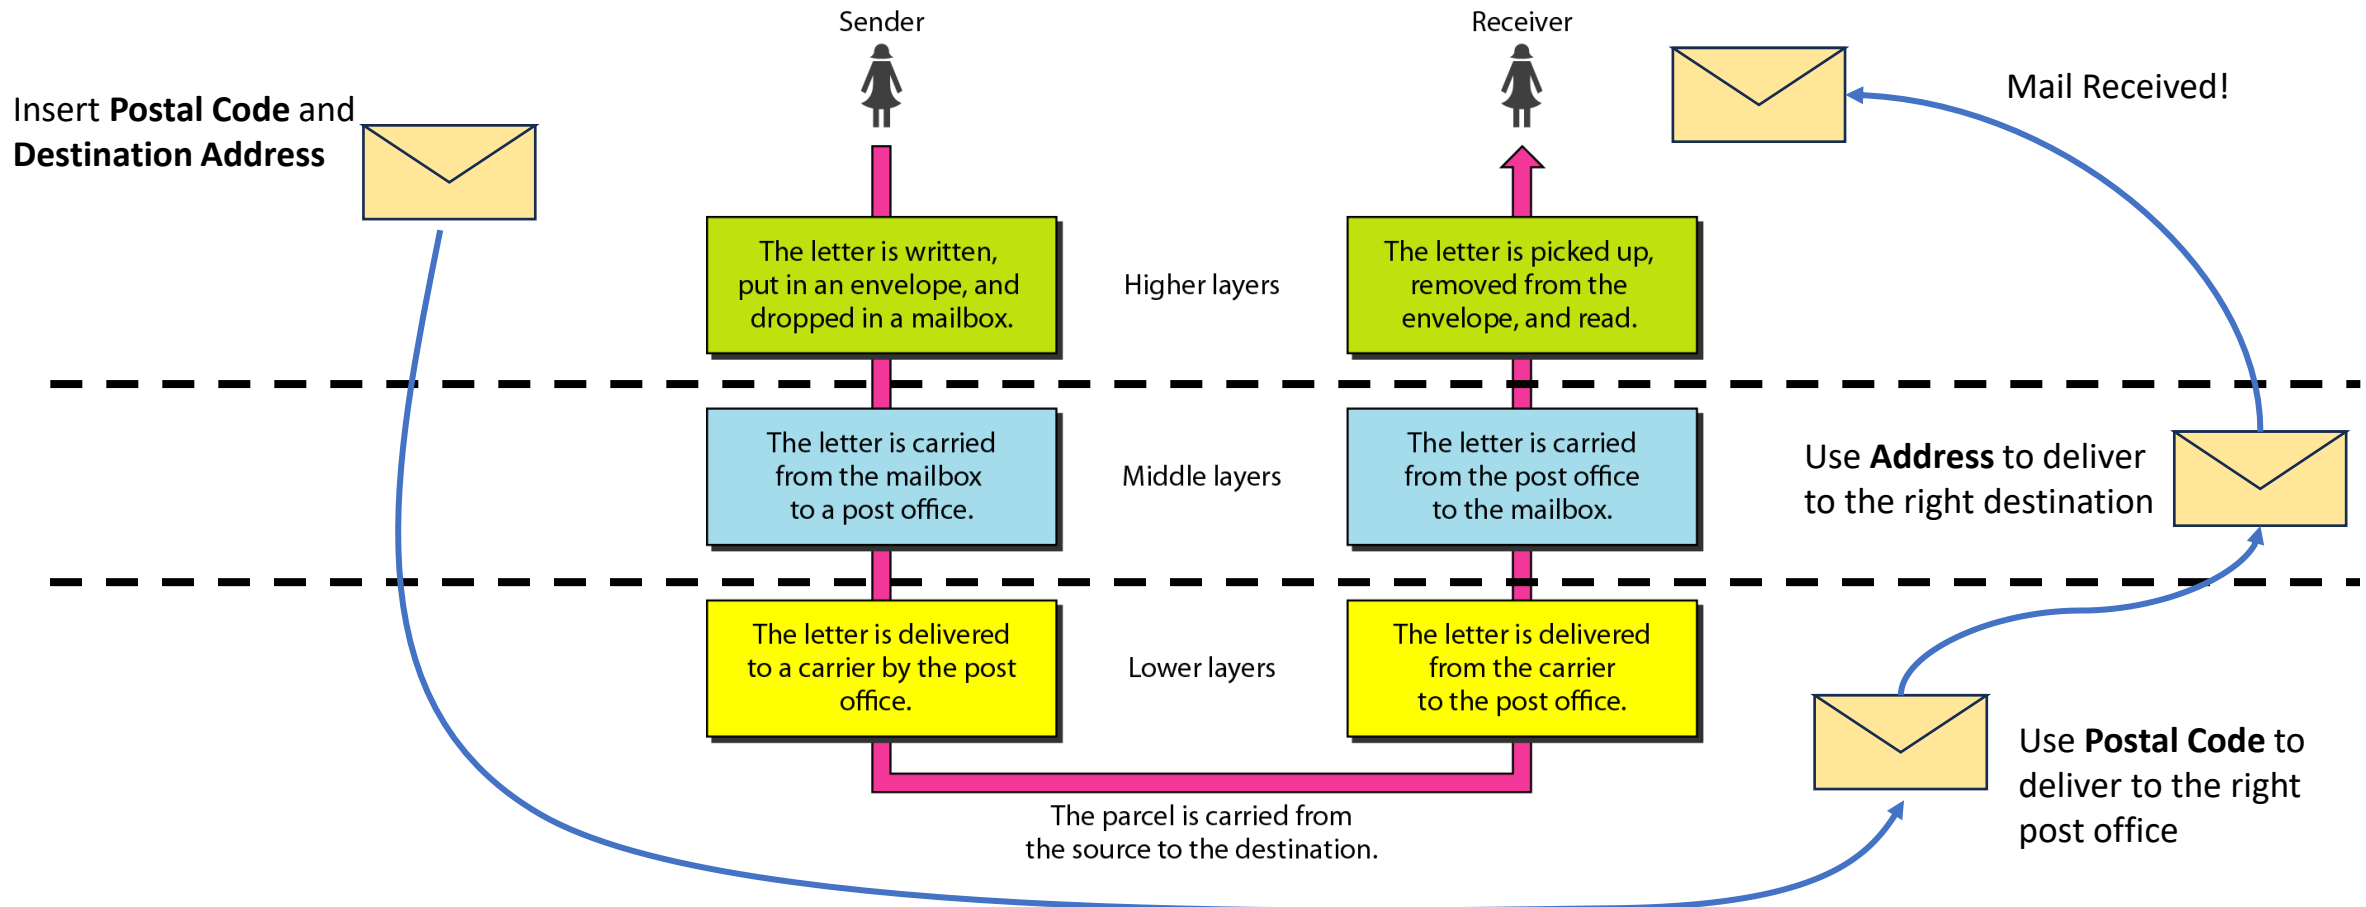 Sender
Receiver
Insert Postal Code and
Destination Address
Mail Received!
The letter is written,
put in an envelope, and
dropped in a mailbox.
Higher layers
The letter is picked up,
removed from the
envelope, and read.
The letter is carried
from the mailbox
to a post office.
Middle layers
The letter is carried
from the post office
to the mailbox.
Use Address to deliver
to the right destination
The letter is delivered
to a carrier by the post
office.
Lower layers
The letter is delivered
from the carrier
to the post office.
Use Postal Code to
deliver to the right
post office
The parcel is carried from
the source to the destination.